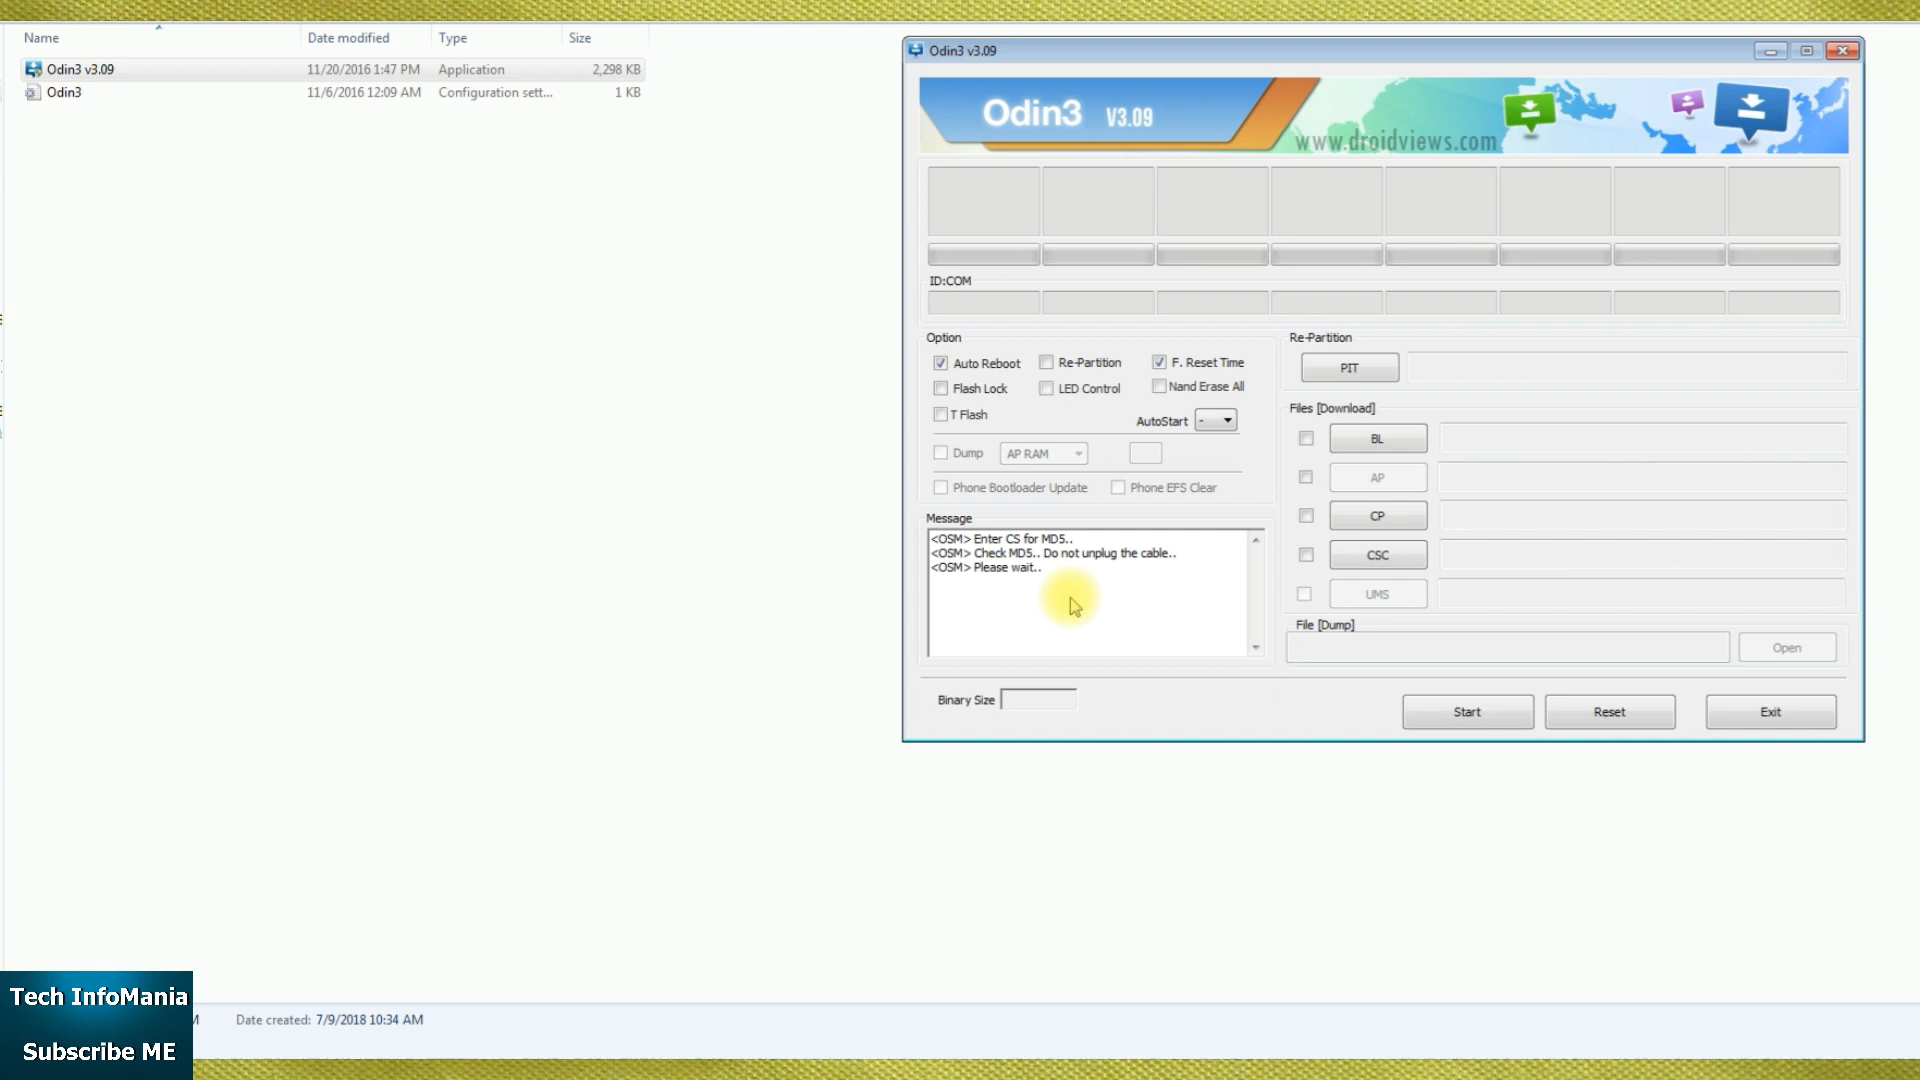 Name Date modified Type Size
Odin3 v3.09 11/20/2016 1:47 PM Application 2,298 KB
Odin3 11/6/2016 12:09 AM Configuration sett... 1 KB
Odin3 v3.09
Odin3 V3.09
www.droidviews.com
ID:COM
Option
Auto Reboot Re-Partition F. Reset Time
Flash Lock LED Control Nand Erase All
T Flash AutoStart -
Dump AP RAM
Phone Bootloader Update Phone EFS Clear
Message
<OSM> Enter CS for MD5..
<OSM> Check MD5.. Do not unplug the cable..
<OSM> Please wait..
Re-Partition
PIT
Files [Download]
BL
AP
CP
CSC
UMS
File [Dump]
Open
Binary Size
Start Reset Exit
Date created: 7/9/2018 10:34 AM
Tech InfoMania
Subscribe ME